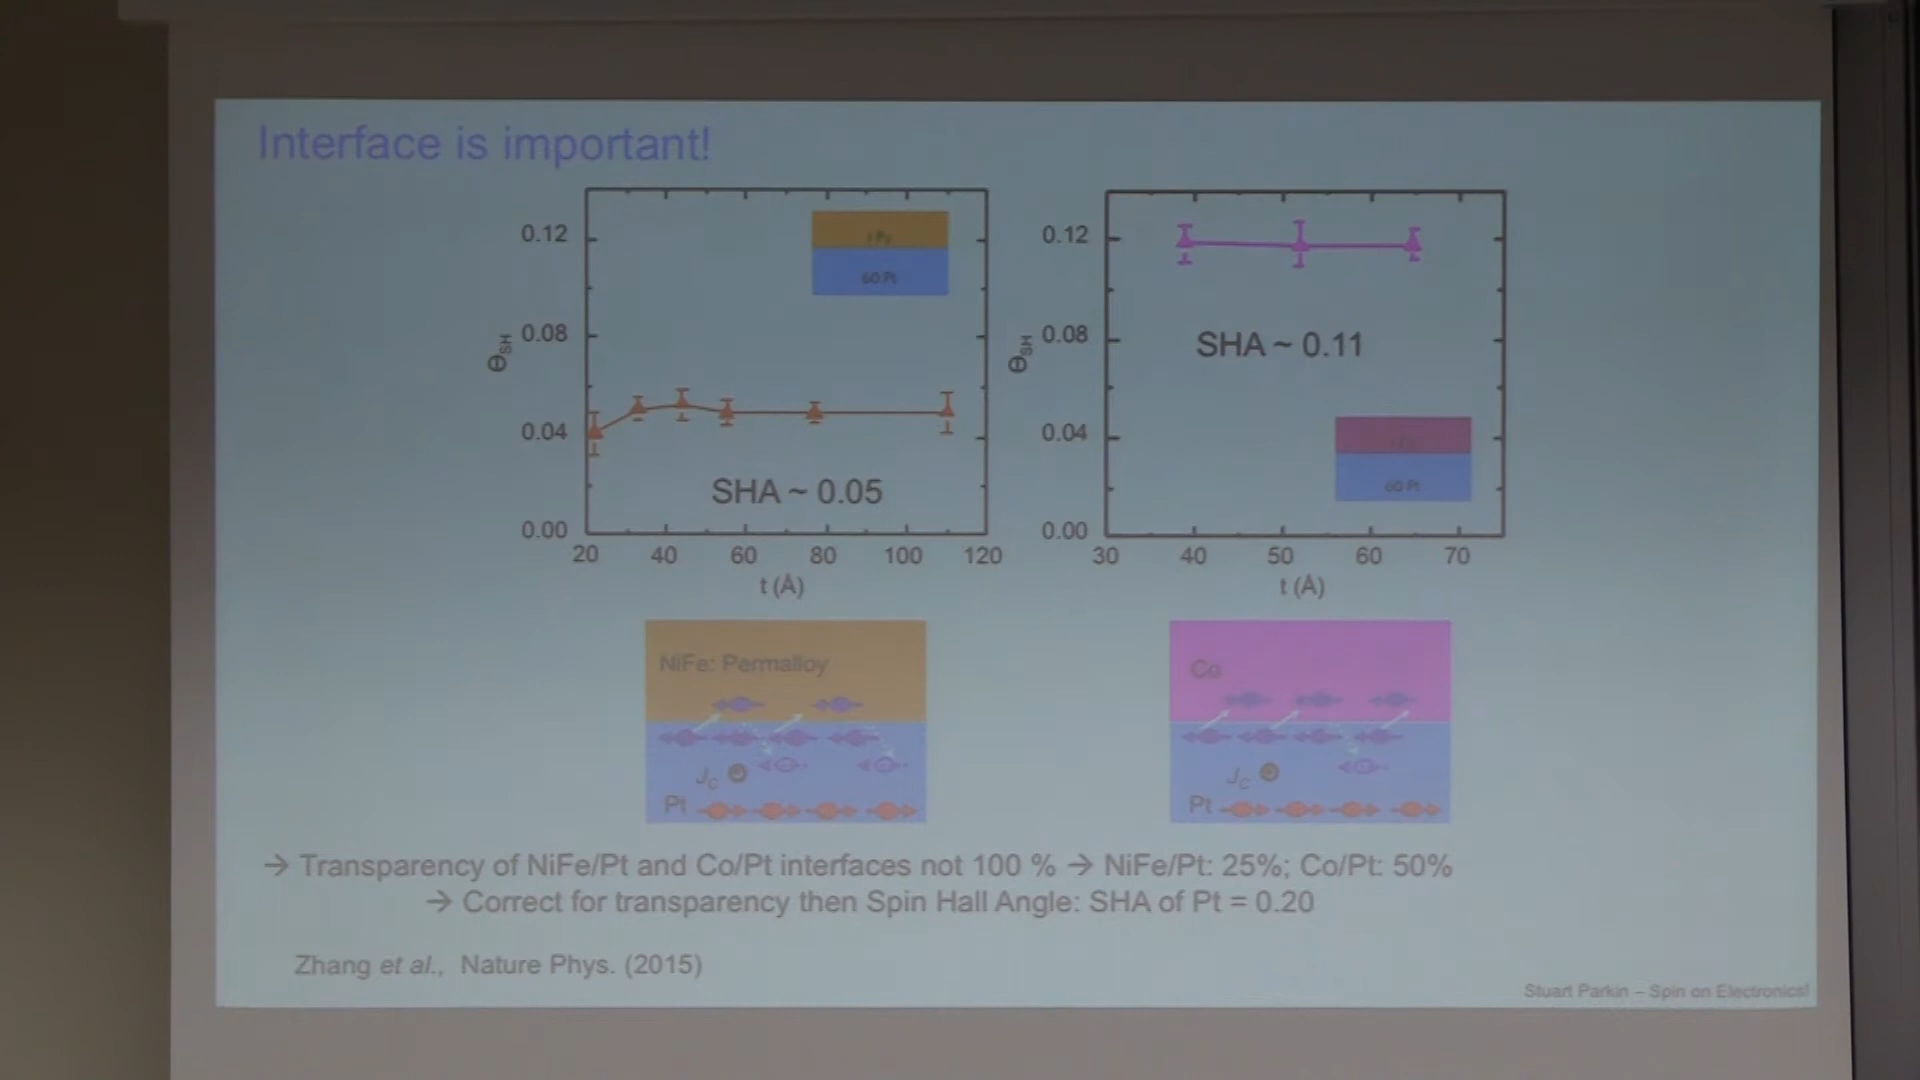 Interface is important!
0.12
0.08
0.04
0.00
ΘSH
20 40 60 80 100 120
t (Å)
t Py
60 Pt
SHA ~ 0.05
0.12
0.08
0.04
0.00
ΘSH
30 40 50 60 70
t (Å)
SHA ~ 0.11
60 Pt
NiFe: Permalloy
JC
Pt
Co
JC
Pt
→ Transparency of NiFe/Pt and Co/Pt interfaces not 100 % → NiFe/Pt: 25%; Co/Pt: 50%
→ Correct for transparency then Spin Hall Angle: SHA of Pt = 0.20
Zhang et al., Nature Phys. (2015)
Stuart Parkin – Spin on Electronics!